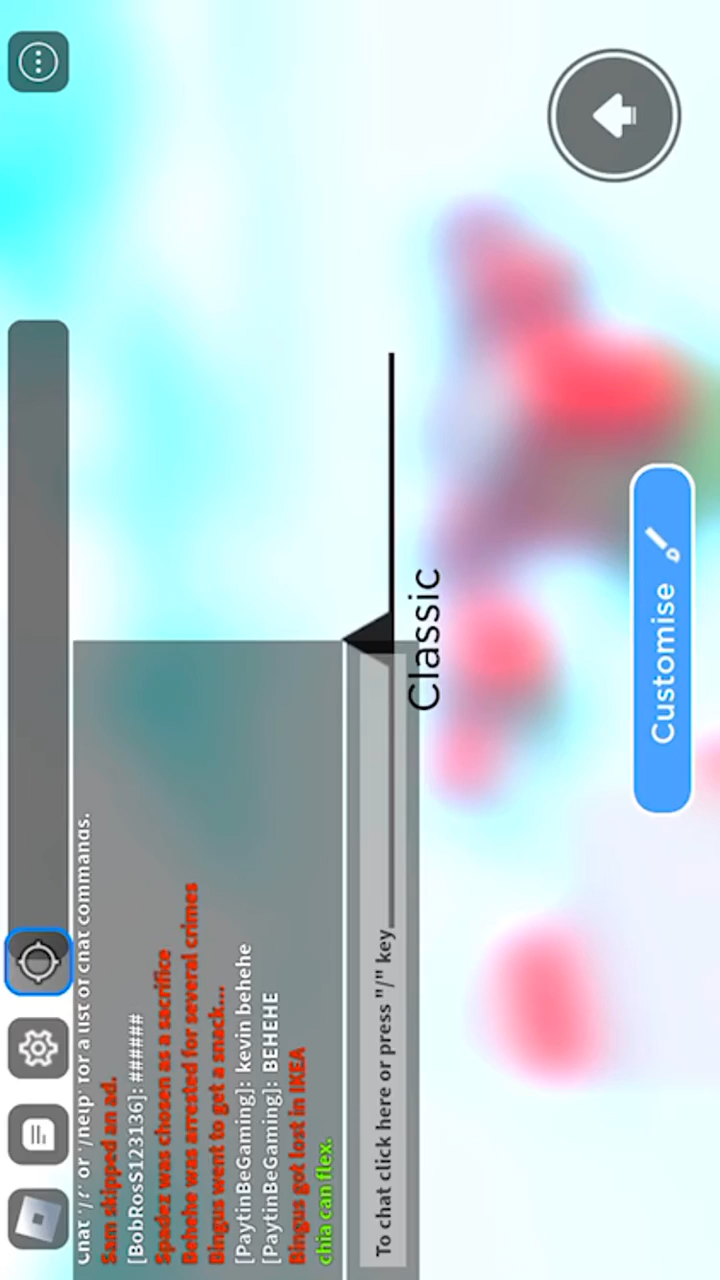 Chat '/?' or '/help' for a list of chat commands.
Sam skipped an ad.
[BobRosS123136]: ######
Spadez was chosen as a sacrifice
Behehe was arrested for several crimes
Bingus went to get a snack...
[PaytinBeGaming]: kevin behehe
[PaytinBeGaming]: BEHEHE
Bingus got lost in IKEA
chia can flex.
To chat click here or press "/" key
Classic
Customise